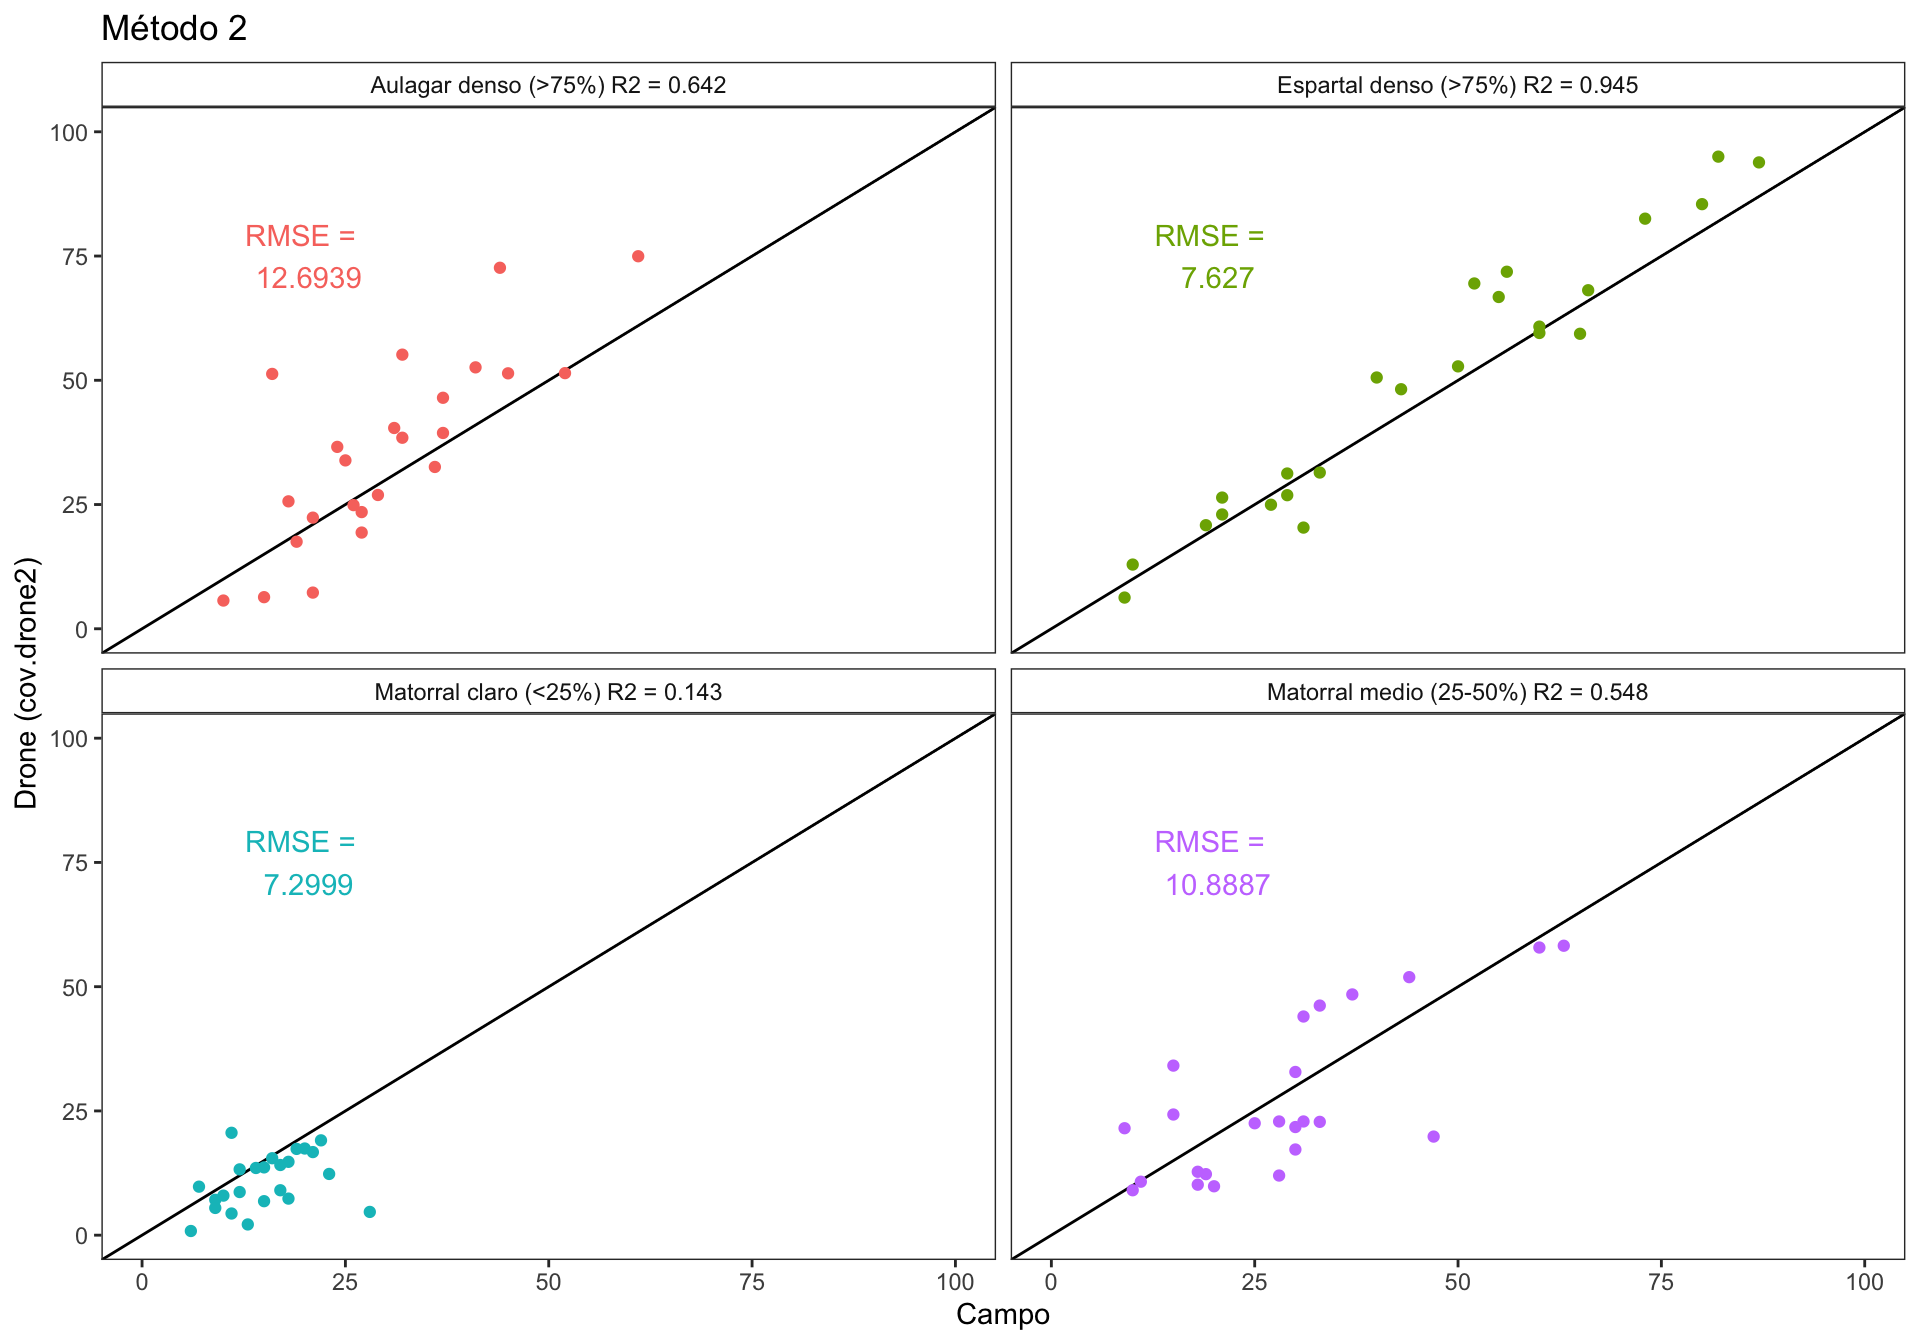 Método 2
Aulagar denso (>75%) R2 = 0.642
Espartal denso (>75%) R2 = 0.945
100
75
50
25
0
RMSE =
12.6939
RMSE =
7.627
Drone (cov.drone2)
Matorral claro (<25%) R2 = 0.143
Matorral medio (25-50%) R2 = 0.548
100
75
50
25
0
RMSE =
7.2999
RMSE =
10.8887
0 25 50 75 100
0 25 50 75 100
Campo